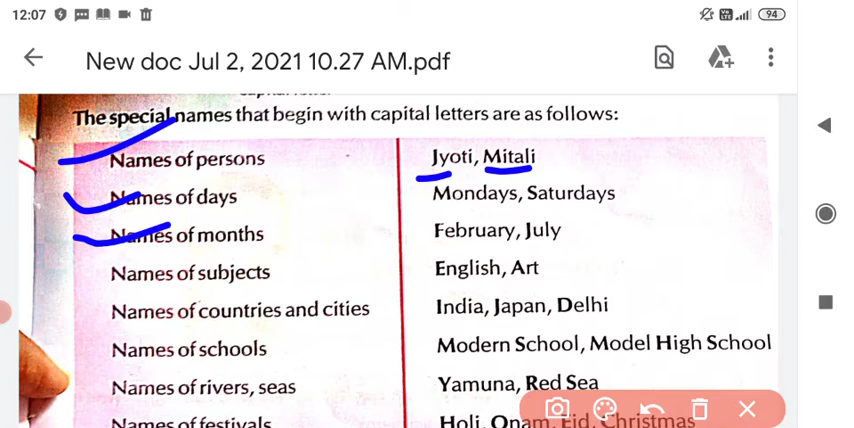 12:07 94
New doc Jul 2, 2021 10.27 AM.pdf
The special names that begin with capital letters are as follows:
Names of persons Jyoti, Mitali
Names of days Mondays, Saturdays
Names of months February, July
Names of subjects English, Art
Names of countries and cities India, Japan, Delhi
Names of schools Modern School, Model High School
Names of rivers, seas Yamuna, Red Sea
Names of festivals Holi, Onam, Eid, Christmas